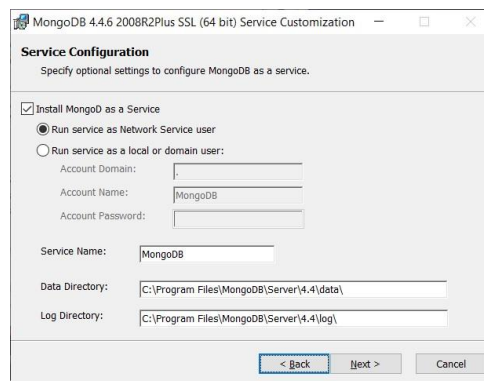 MongoDB 4.4.6 2008R2Plus SSL (64 bit) Service Customization
Service Configuration
Specify optional settings to configure MongoDB as a service.
Install MongoD as a Service
Run service as Network Service user
Run service as a local or domain user:
Account Domain: .
Account Name: MongoDB
Account Password:
Service Name: MongoDB
Data Directory: C:\Program Files\MongoDB\Server\4.4\data\
Log Directory: C:\Program Files\MongoDB\Server\4.4\log\
< Back Next > Cancel